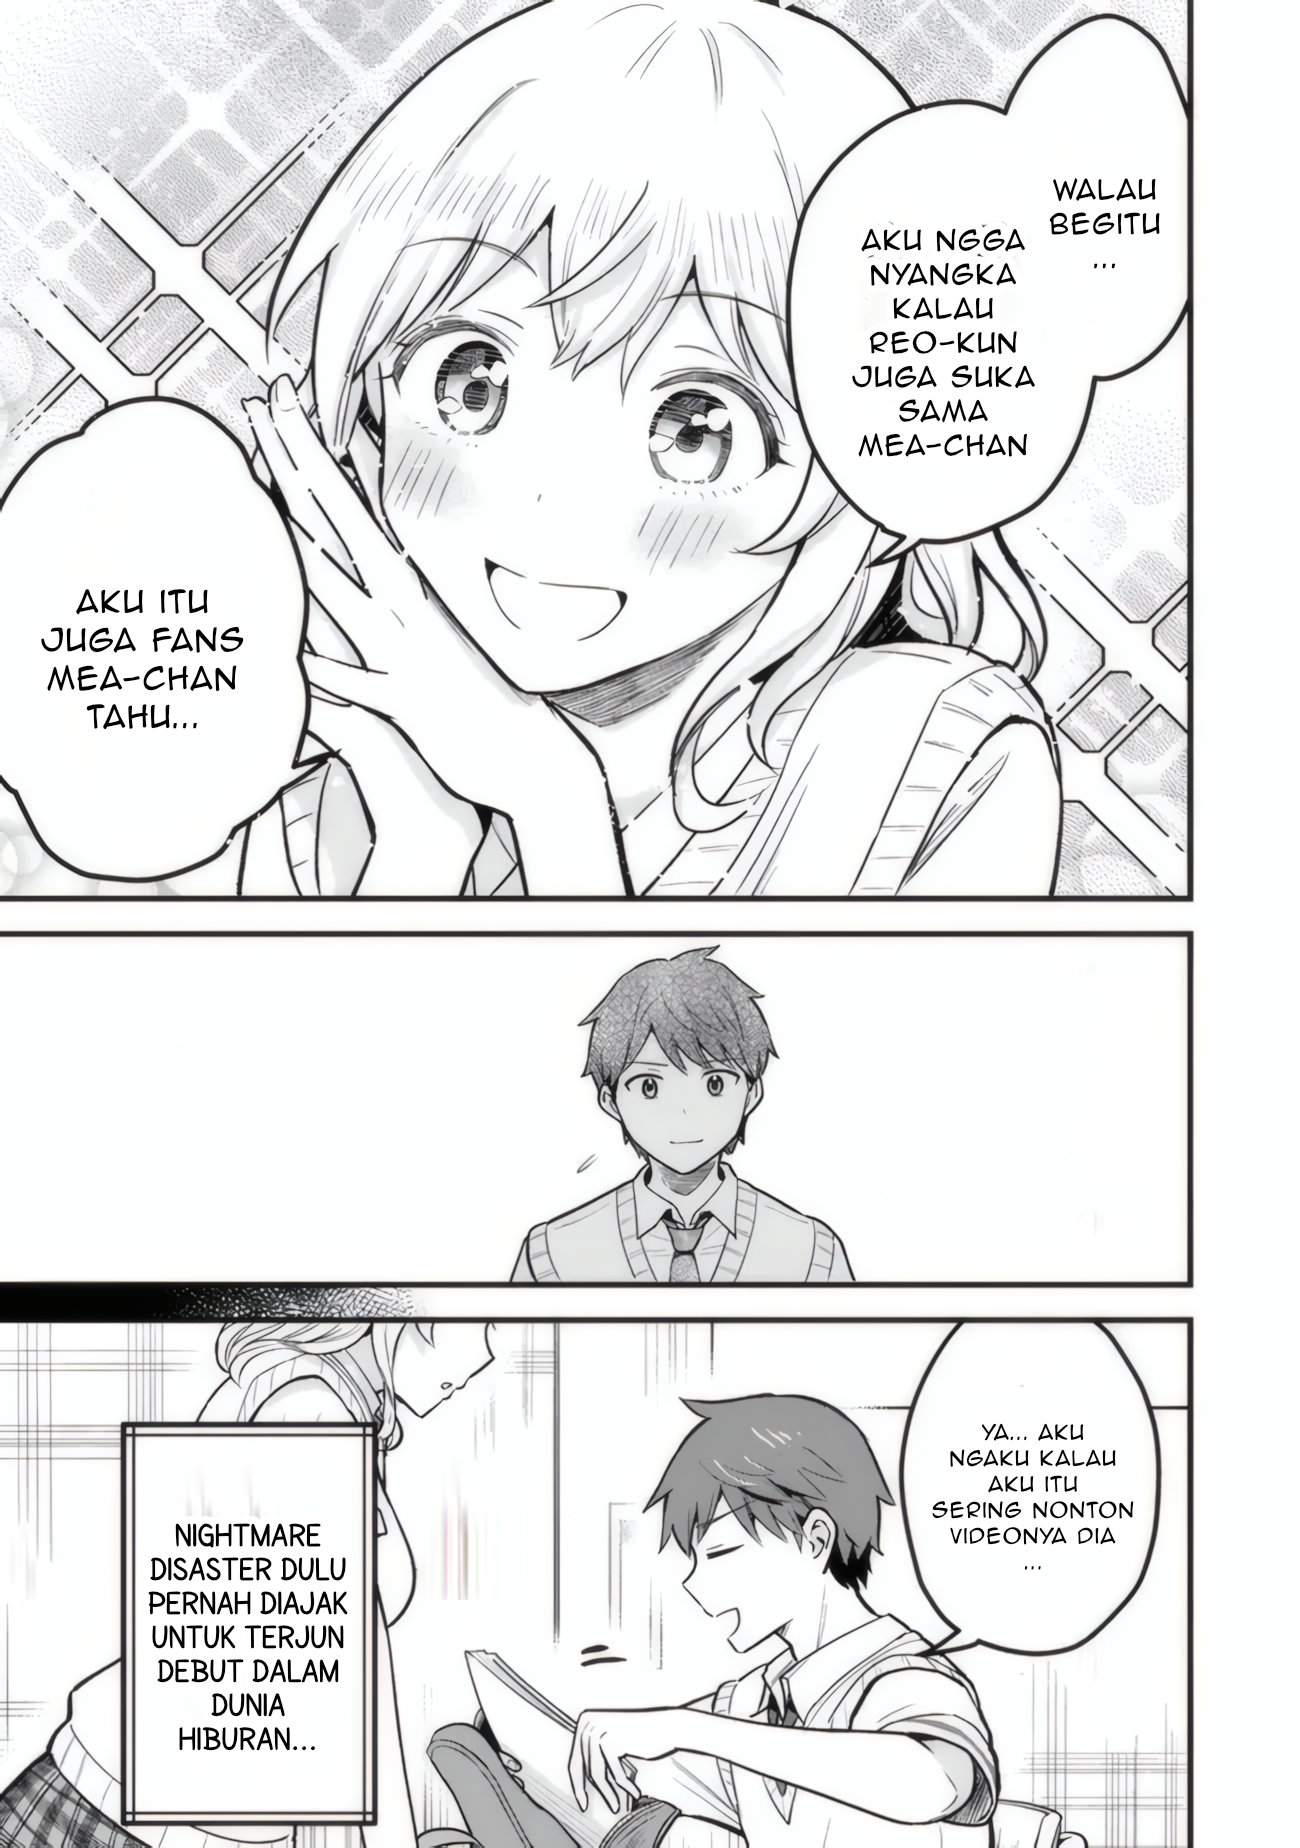 WALAU
BEGITU
...
AKU NGGA
NYANGKA
KALAU
REO-KUN
JUGA SUKA
SAMA
MEA-CHAN
AKU ITU
JUGA FANS
MEA-CHAN
TAHU...
YA... AKU
NGAKU KALAU
AKU ITU
SERING NONTON
VIDEONYA DIA
...
NIGHTMARE
DISASTER DULU
PERNAH DIAJAK
UNTUK TERJUN
DEBUT DALAM
DUNIA
HIBURAN...